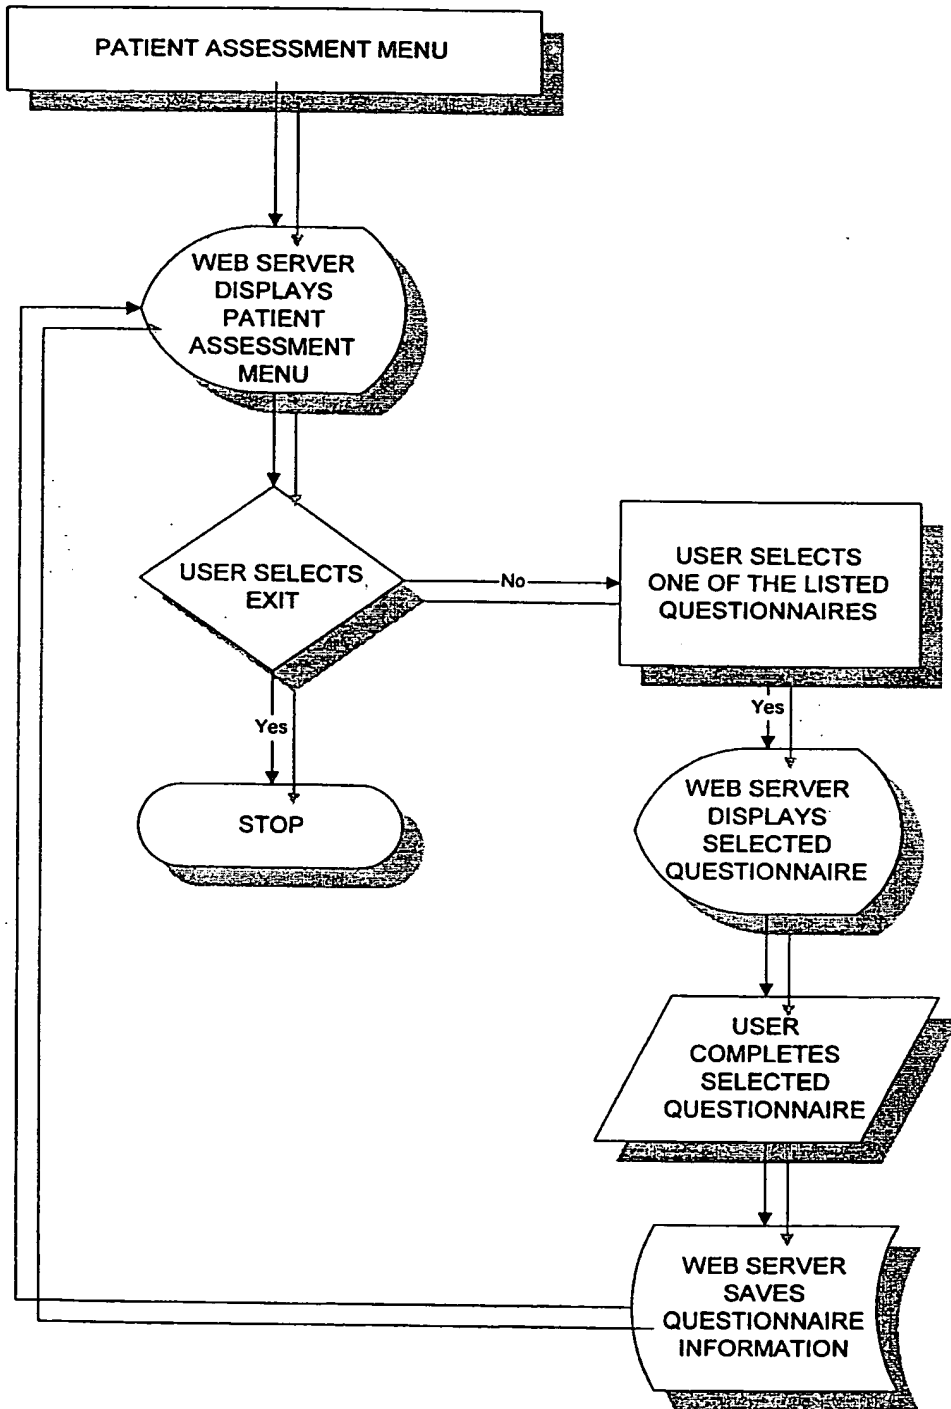 PATIENT ASSESSMENT MENU
WEB SERVER
DISPLAYS
PATIENT
ASSESSMENT
MENU
USER SELECTS
EXIT
No
USER SELECTS
ONE OF THE LISTED
QUESTIONNAIRES
Yes
Yes
STOP
WEB SERVER
DISPLAYS
SELECTED
QUESTIONNAIRE
USER
COMPLETES
SELECTED
QUESTIONNAIRE
WEB SERVER
SAVES
QUESTIONNAIRE
INFORMATION